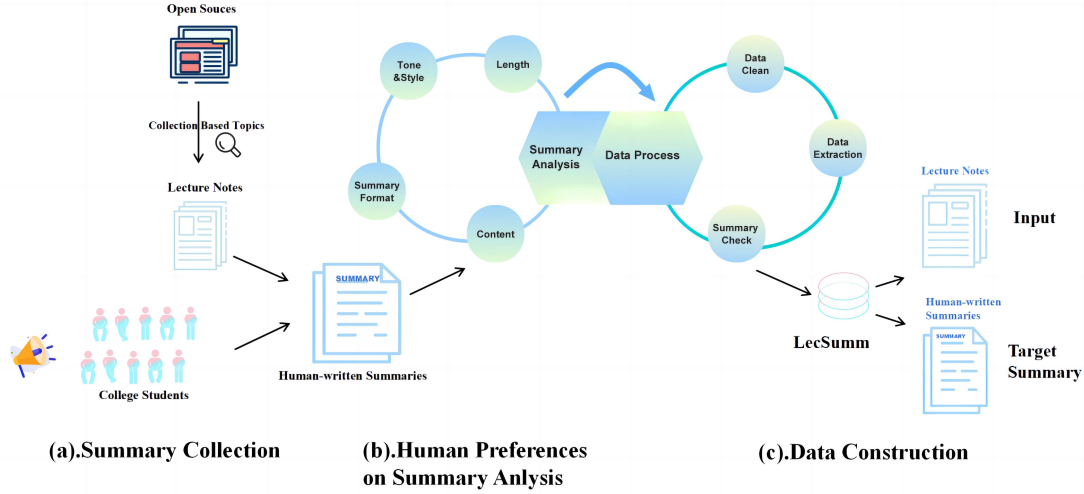 Open Souces
Collection Based Topics
Lecture Notes
College Students
SUMMARY
Human-written Summaries
Tone
&Style
Length
Summary
Format
Content
Summary
Analysis
Data Process
Data
Clean
Data
Extraction
Summary
Check
LecSumm
Lecture Notes
Input
Human-written
Summaries
SUMMARY
Target
Summary
(a).Summary Collection
(b).Human Preferences
on Summary Anlysis
(c).Data Construction